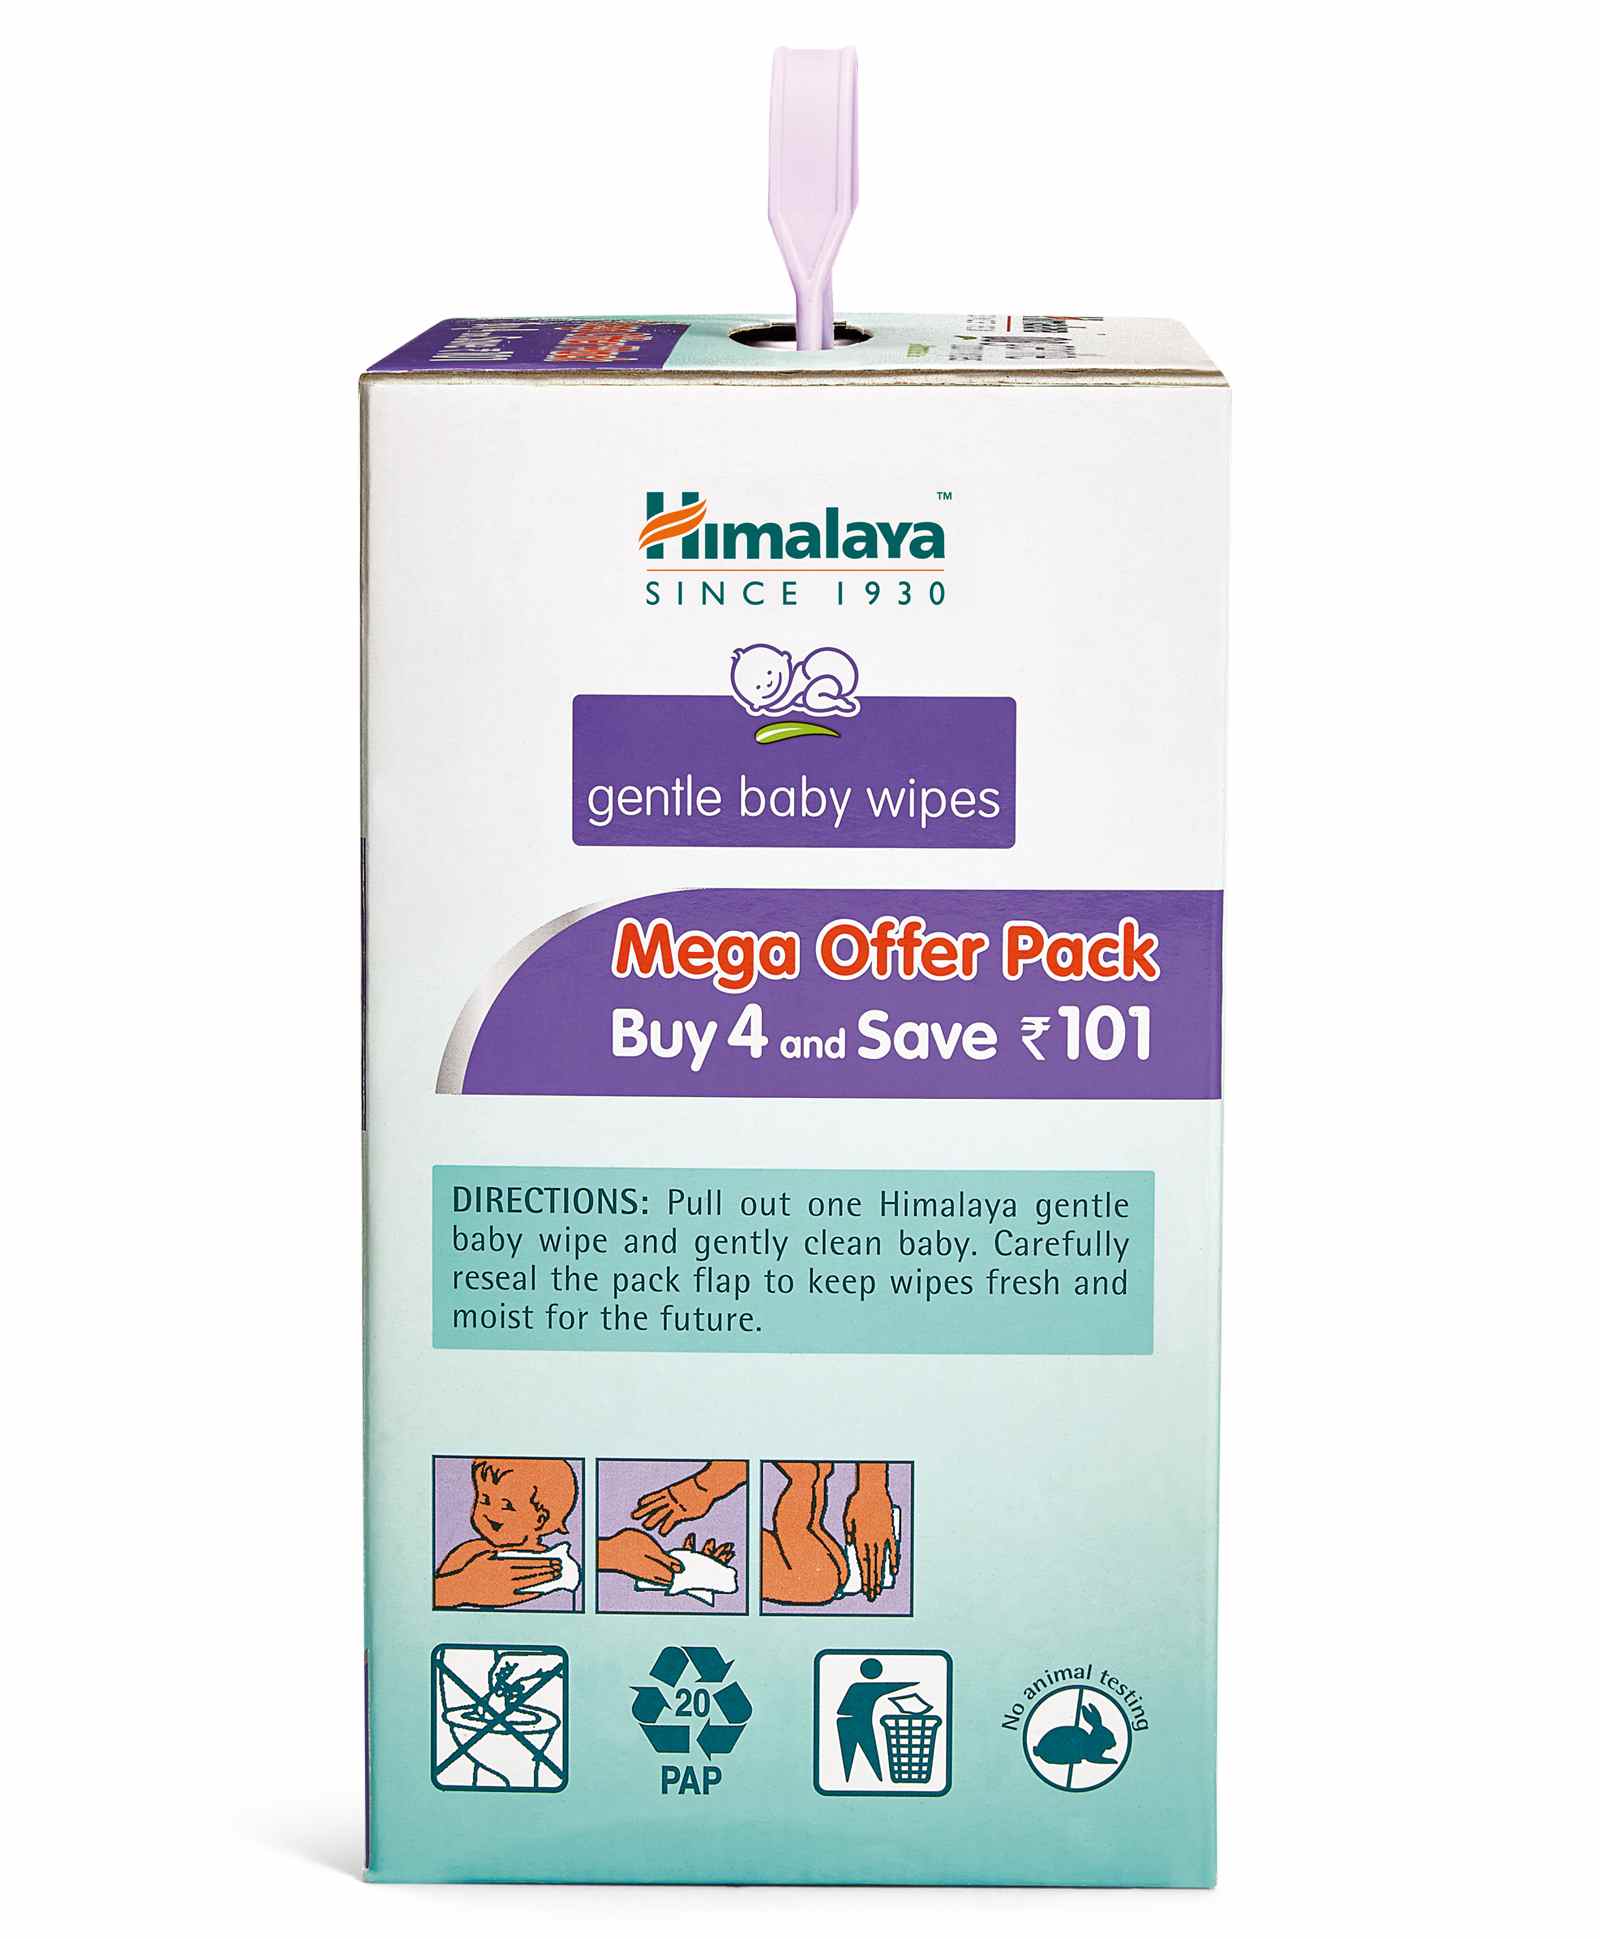 Himalaya™
SINCE 1930
gentle baby wipes
Mega Offer Pack
Buy 4 and Save ₹101
DIRECTIONS: Pull out one Himalaya gentle
baby wipe and gently clean baby. Carefully
reseal the pack flap to keep wipes fresh and
moist for the future.
20
PAP
No animal testing